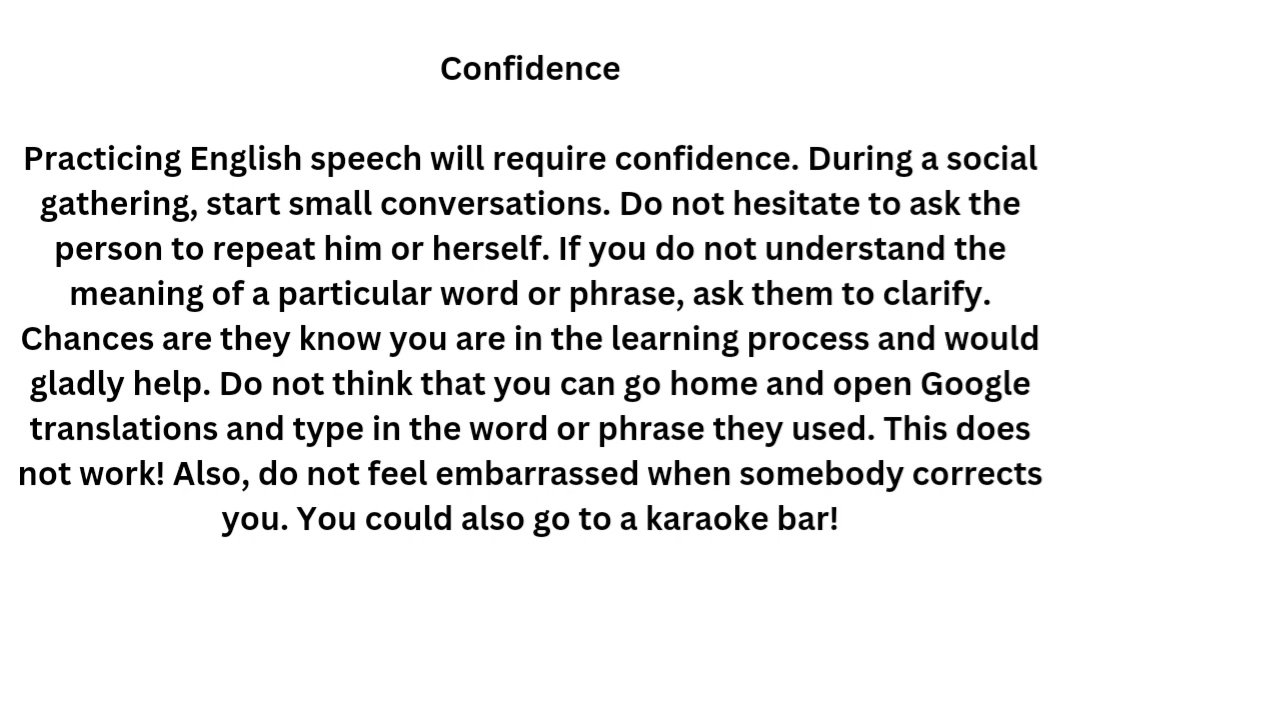 Confidence
Practicing English speech will require confidence. During a social
gathering, start small conversations. Do not hesitate to ask the
person to repeat him or herself. If you do not understand the
meaning of a particular word or phrase, ask them to clarify.
Chances are they know you are in the learning process and would
gladly help. Do not think that you can go home and open Google
translations and type in the word or phrase they used. This does
not work! Also, do not feel embarrassed when somebody corrects
you. You could also go to a karaoke bar!